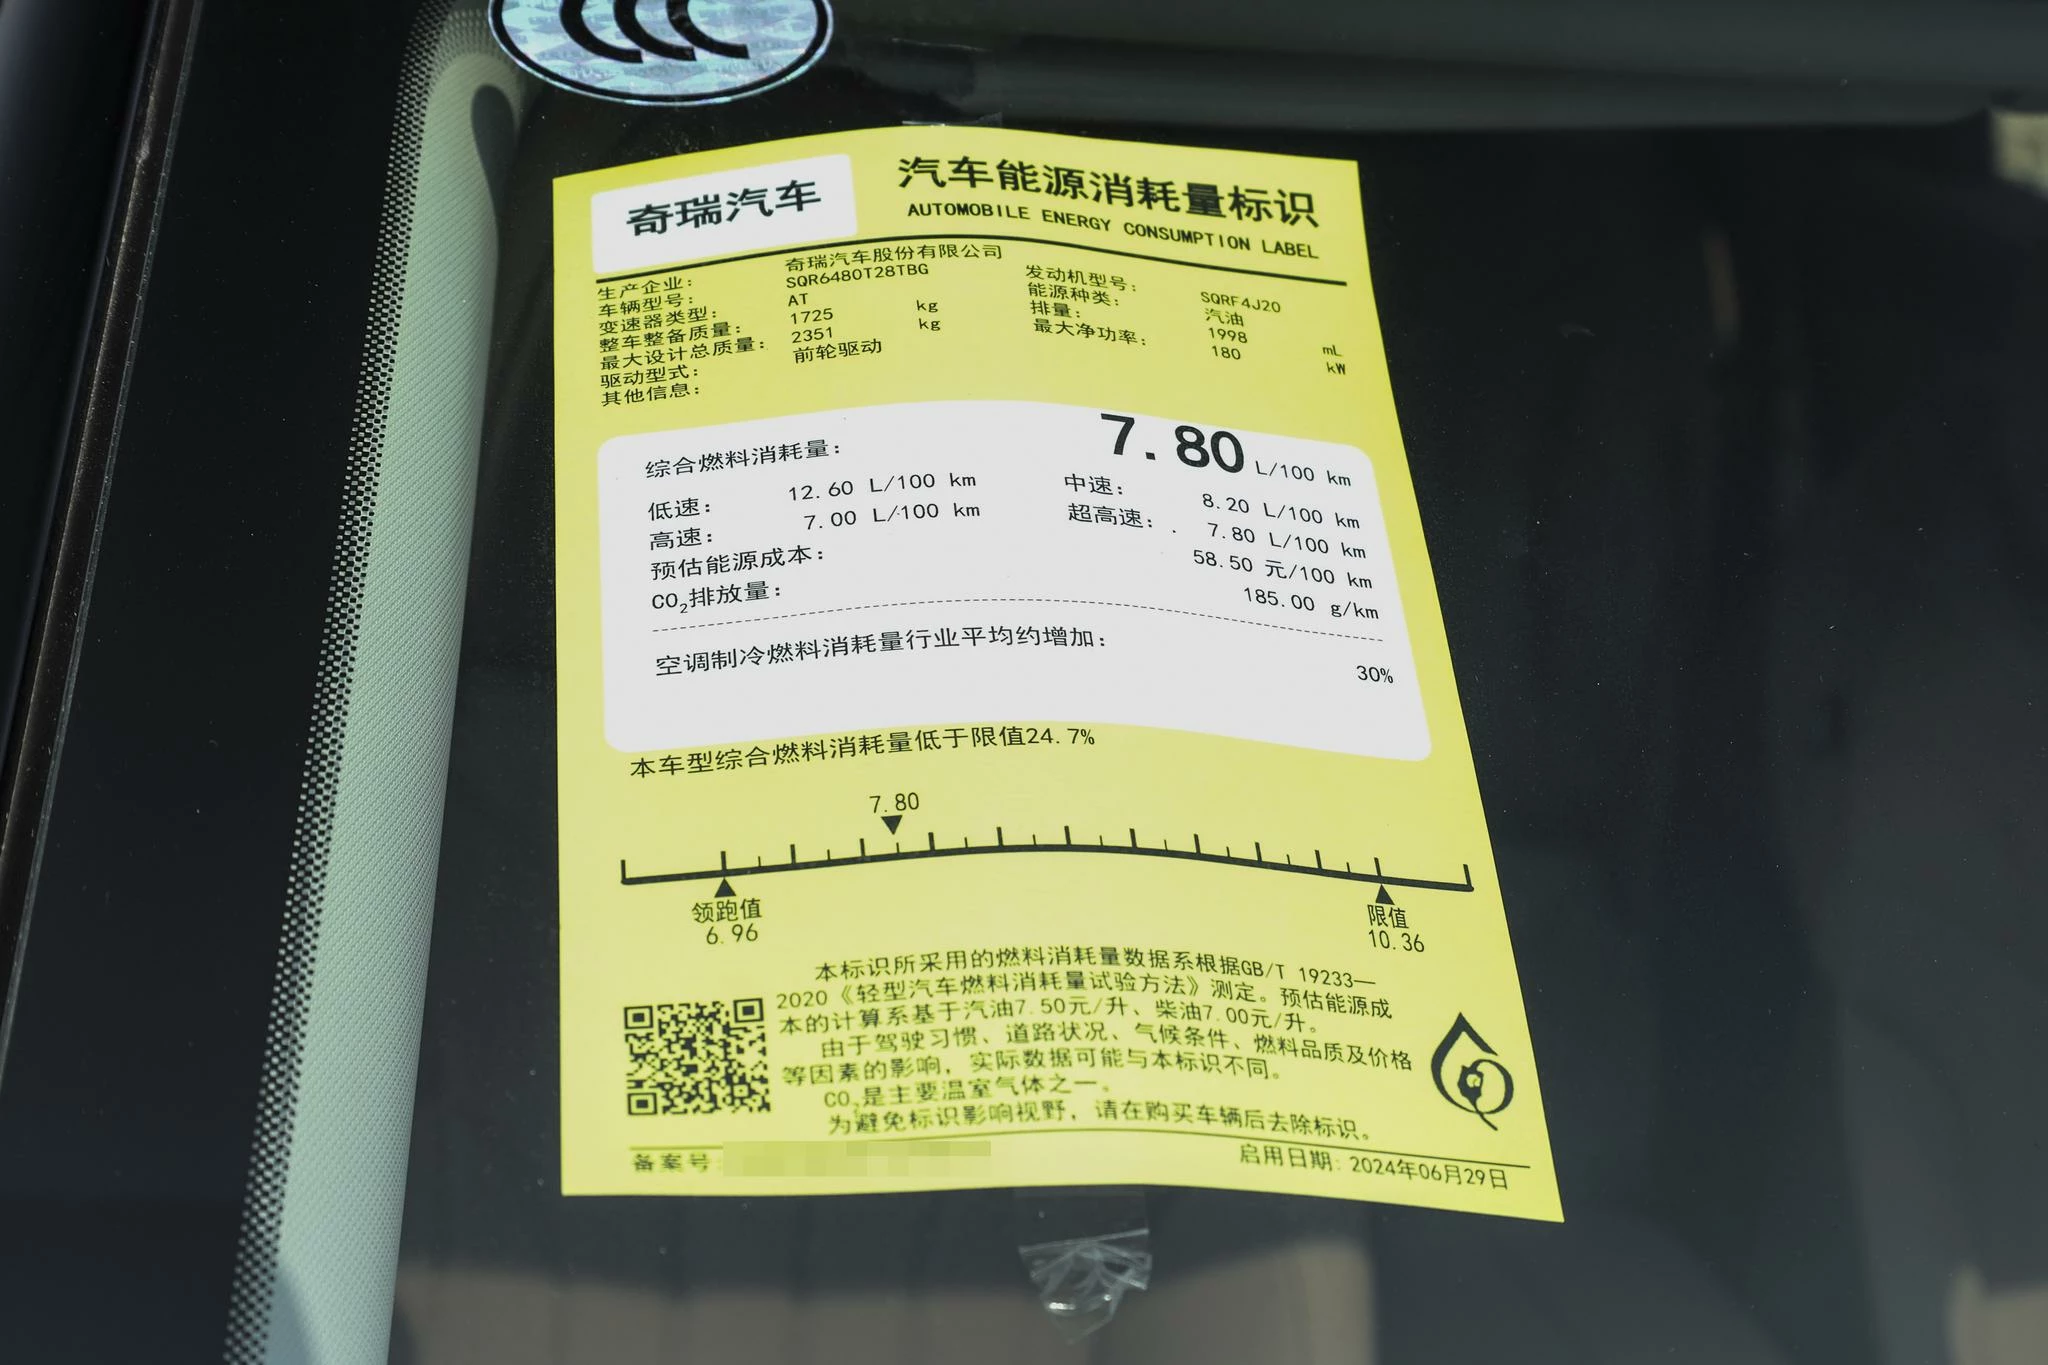 CCC
奇瑞汽车
汽车能源消耗量标识
AUTOMOBILE ENERGY CONSUMPTION LABEL
生产企业: 奇瑞汽车股份有限公司
车辆型号: SQR6480T28TBG 发动机型号: SQRF4J20
变速器类型: AT 能源种类: 汽油
整车整备质量: 1725 kg 排量: 1998 mL
最大设计总质量: 2351 kg 最大净功率: 180 kW
驱动型式: 前轮驱动
其他信息:
综合燃料消耗量: 7.80 L/100 km
低速: 12.60 L/100 km 中速: 8.20 L/100 km
高速: 7.00 L/100 km 超高速: 7.80 L/100 km
预估能源成本: 58.50 元/100 km
CO₂排放量: 185.00 g/km
空调制冷燃料消耗量行业平均约增加: 30%
本车型综合燃料消耗量低于限值24.7%
7.80
领跑值 限值
6.96 10.36
本标识所采用的燃料消耗量数据系根据GB/T 19233—
2020《轻型汽车燃料消耗量试验方法》测定。预估能源成
本的计算系基于汽油7.50元/升、柴油7.00元/升。
由于驾驶习惯、道路状况、气候条件、燃料品质及价格
等因素的影响，实际数据可能与本标识不同。
CO₂是主要温室气体之一。
为避免标识影响视野，请在购买车辆后去除标识。
备案号: 启用日期: 2024年06月29日